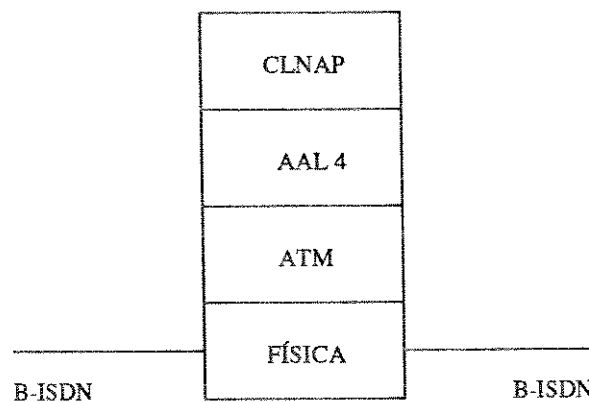 CLNAP
AAL 4
ATM
FÍSICA
B-ISDN
B-ISDN